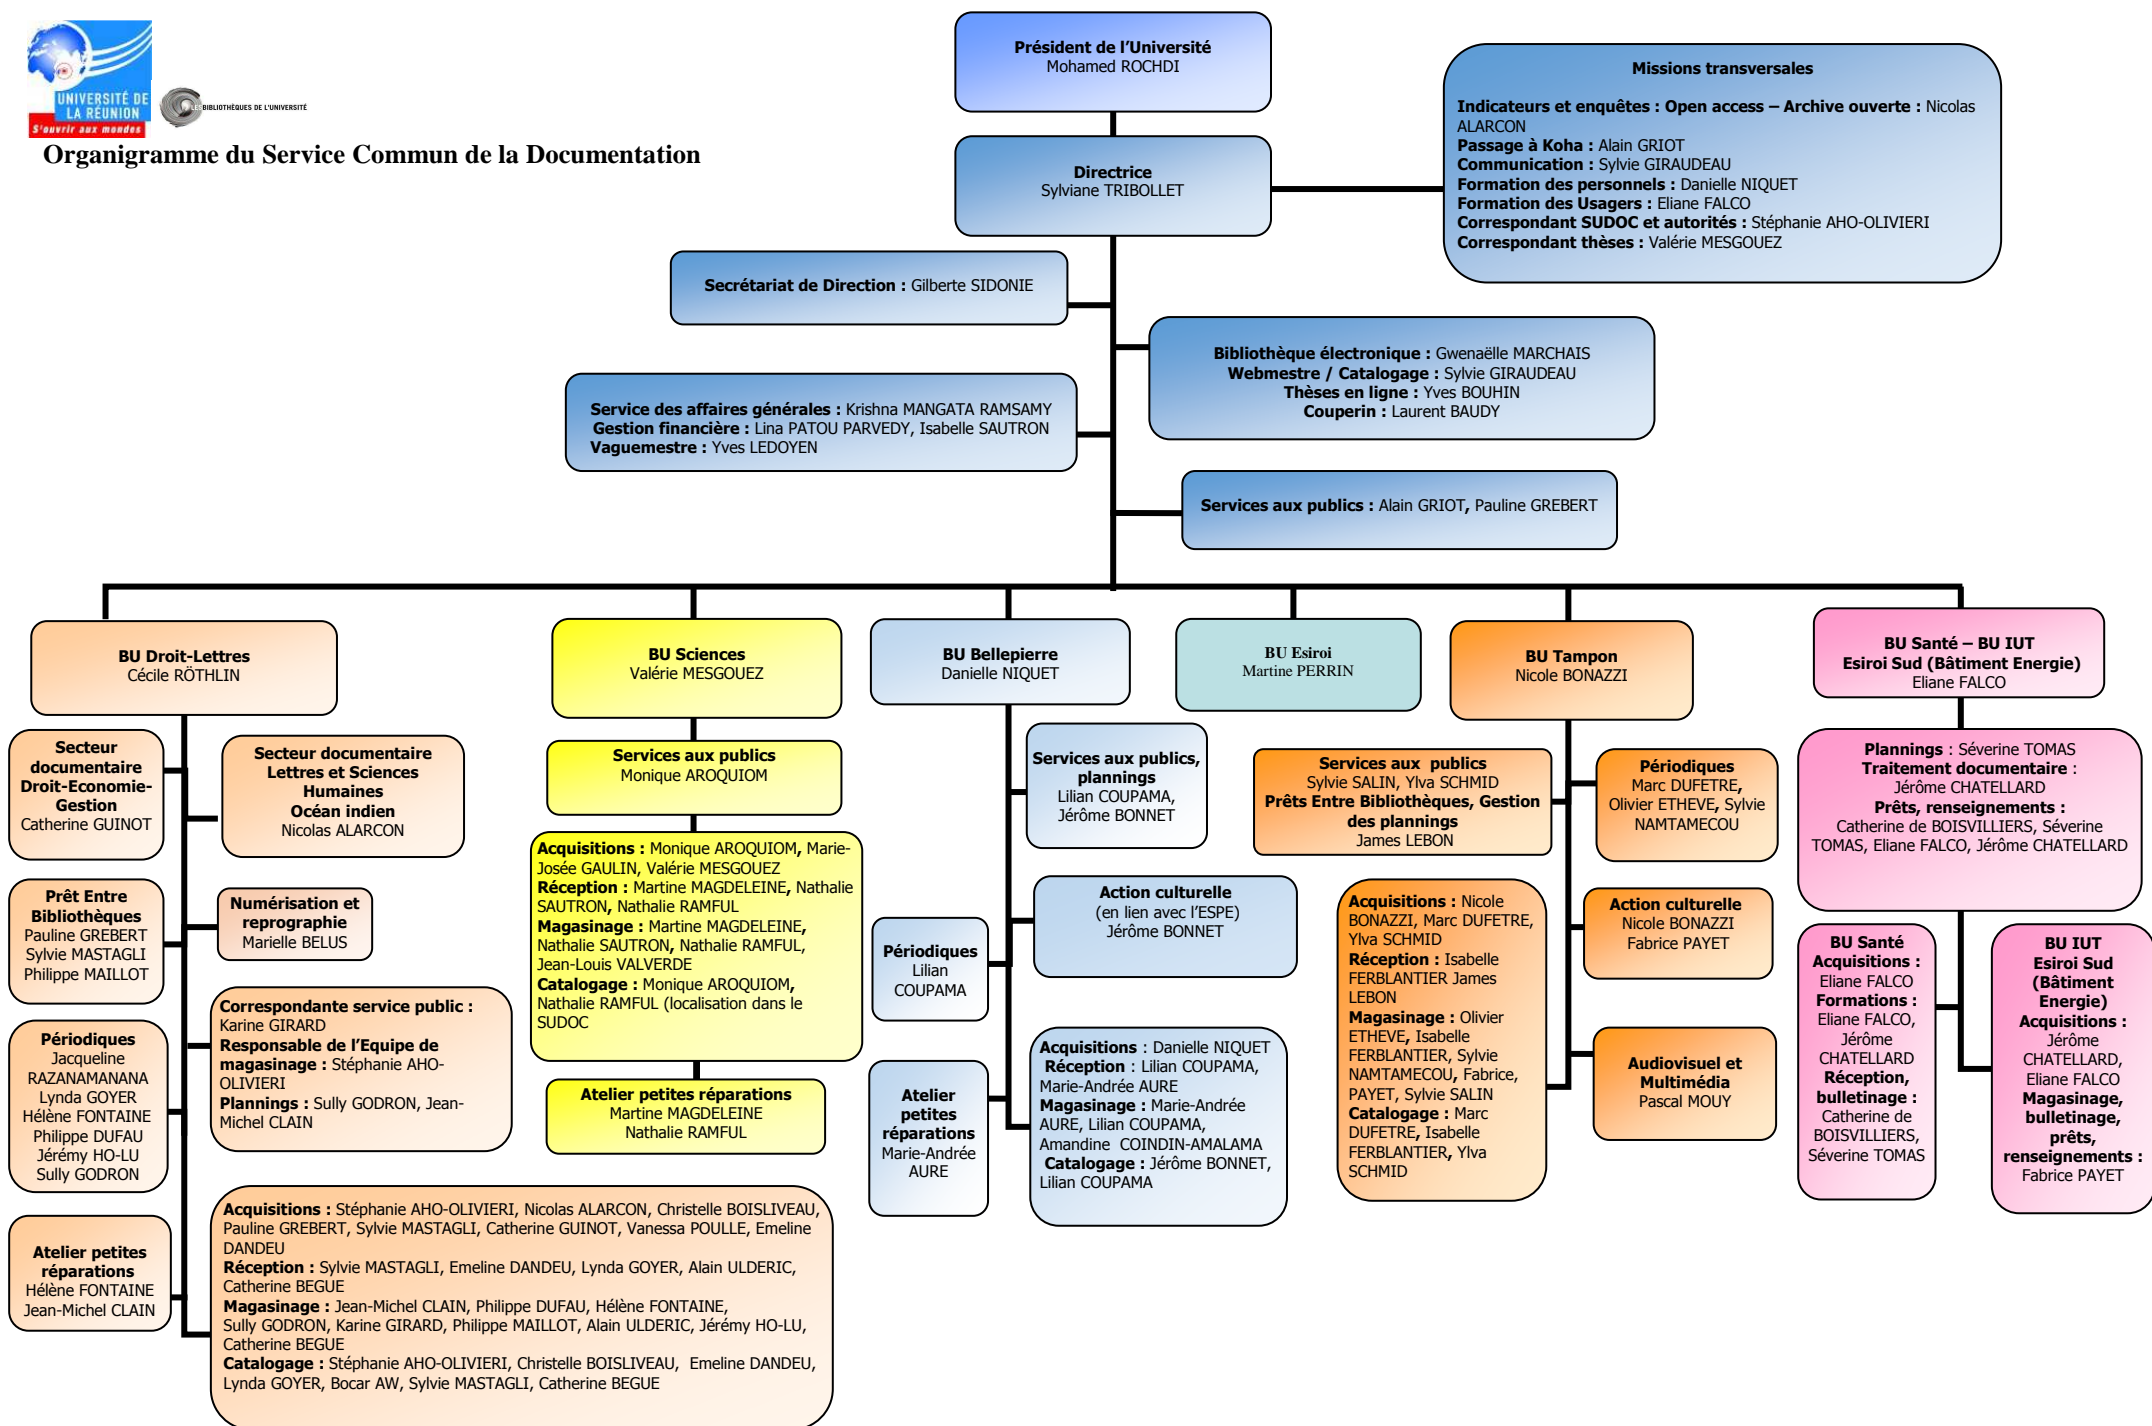 UNIVERSITÉ DE
LA RÉUNION
S'ouvrir aux mondes
LES BIBLIOTHÈQUES DE L'UNIVERSITÉ
Organigramme du Service Commun de la Documentation
Président de l'Université
Mohamed ROCHDI
Directrice
Sylviane TRIBOLLET
Missions transversales
Indicateurs et enquêtes : Open access – Archive ouverte : Nicolas
ALARCON
Passage à Koha : Alain GRIOT
Communication : Sylvie GIRAUDEAU
Formation des personnels : Danielle NIQUET
Formation des Usagers : Eliane FALCO
Correspondant SUDOC et autorités : Stéphanie AHO-OLIVIERI
Correspondant thèses : Valérie MESGOUEZ
Secrétariat de Direction : Gilberte SIDONIE
Bibliothèque électronique : Gwenaëlle MARCHAIS
Webmestre / Catalogage : Sylvie GIRAUDEAU
Thèses en ligne : Yves BOUHIN
Couperin : Laurent BAUDY
Service des affaires générales : Krishna MANGATA RAMSAMY
Gestion financière : Lina PATOU PARVEDY, Isabelle SAUTRON
Vaguemestre : Yves LEDOYEN
Services aux publics : Alain GRIOT, Pauline GREBERT
BU Droit-Lettres
Cécile RÖTHLIN
Secteur
documentaire
Droit-Economie-
Gestion
Catherine GUINOT
Secteur documentaire
Lettres et Sciences
Humaines
Océan indien
Nicolas ALARCON
Prêt Entre
Bibliothèques
Pauline GREBERT
Sylvie MASTAGLI
Philippe MAILLOT
Numérisation et
reprographie
Marielle BELUS
Correspondante service public :
Karine GIRARD
Responsable de l'Equipe de
magasinage : Stéphanie AHO-
OLIVIERI
Plannings : Sully GODRON, Jean-
Michel CLAIN
Périodiques
Jacqueline
RAZANAMANANA
Lynda GOYER
Hélène FONTAINE
Philippe DUFAU
Jérémy HO-LU
Sully GODRON
Atelier petites
réparations
Hélène FONTAINE
Jean-Michel CLAIN
Acquisitions : Stéphanie AHO-OLIVIERI, Nicolas ALARCON, Christelle BOISLIVEAU,
Pauline GREBERT, Sylvie MASTAGLI, Catherine GUINOT, Vanessa POULLE, Emeline
DANDEU
Réception : Sylvie MASTAGLI, Emeline DANDEU, Lynda GOYER, Alain ULDERIC,
Catherine BEGUE
Magasinage : Jean-Michel CLAIN, Philippe DUFAU, Hélène FONTAINE,
Sully GODRON, Karine GIRARD, Philippe MAILLOT, Alain ULDERIC, Jérémy HO-LU,
Catherine BEGUE
Catalogage : Stéphanie AHO-OLIVIERI, Christelle BOISLIVEAU, Emeline DANDEU,
Lynda GOYER, Bocar AW, Sylvie MASTAGLI, Catherine BEGUE
BU Sciences
Valérie MESGOUEZ
Services aux publics
Monique AROQUIOM
Acquisitions : Monique AROQUIOM, Marie-
Josée GAULIN, Valérie MESGOUEZ
Réception : Martine MAGDELEINE, Nathalie
SAUTRON, Nathalie RAMFUL
Magasinage : Martine MAGDELEINE,
Nathalie SAUTRON, Nathalie RAMFUL,
Jean-Louis VALVERDE
Catalogage : Monique AROQUIOM,
Nathalie RAMFUL (localisation dans le
SUDOC
Atelier petites réparations
Martine MAGDELEINE
Nathalie RAMFUL
BU Bellepierre
Danielle NIQUET
Services aux publics,
plannings
Lilian COUPAMA,
Jérôme BONNET
Action culturelle
(en lien avec l'ESPE)
Jérôme BONNET
Périodiques
Lilian
COUPAMA
Atelier
petites
réparations
Marie-Andrée
AURE
Acquisitions : Danielle NIQUET
Réception : Lilian COUPAMA,
Marie-Andrée AURE
Magasinage : Marie-Andrée
AURE, Lilian COUPAMA,
Amandine COINDIN-AMALAMA
Catalogage : Jérôme BONNET,
Lilian COUPAMA
BU Esiroi
Martine PERRIN
BU Tampon
Nicole BONAZZI
Services aux publics
Sylvie SALIN, Ylva SCHMID
Prêts Entre Bibliothèques, Gestion
des plannings
James LEBON
Périodiques
Marc DUFETRE,
Olivier ETHEVE, Sylvie
NAMTAMECOU
Acquisitions : Nicole
BONAZZI, Marc DUFETRE,
Ylva SCHMID
Réception : Isabelle
FERBLANTIER James
LEBON
Magasinage : Olivier
ETHEVE, Isabelle
FERBLANTIER, Sylvie
NAMTAMECOU, Fabrice,
PAYET, Sylvie SALIN
Catalogage : Marc
DUFETRE, Isabelle
FERBLANTIER, Ylva
SCHMID
Action culturelle
Nicole BONAZZI
Fabrice PAYET
Audiovisuel et
Multimédia
Pascal MOUY
BU Santé – BU IUT
Esiroi Sud (Bâtiment Energie)
Eliane FALCO
Plannings : Séverine TOMAS
Traitement documentaire :
Jérôme CHATELLARD
Prêts, renseignements :
Catherine de BOISVILLIERS, Séverine
TOMAS, Eliane FALCO, Jérôme CHATELLARD
BU Santé
Acquisitions :
Eliane FALCO
Formations :
Eliane FALCO,
Jérôme
CHATELLARD
Réception,
bulletinage :
Catherine de
BOISVILLIERS,
Séverine TOMAS
BU IUT
Esiroi Sud
(Bâtiment
Energie)
Acquisitions :
Jérôme
CHATELLARD,
Eliane FALCO
Magasinage,
bulletinage,
prêts,
renseignements :
Fabrice PAYET